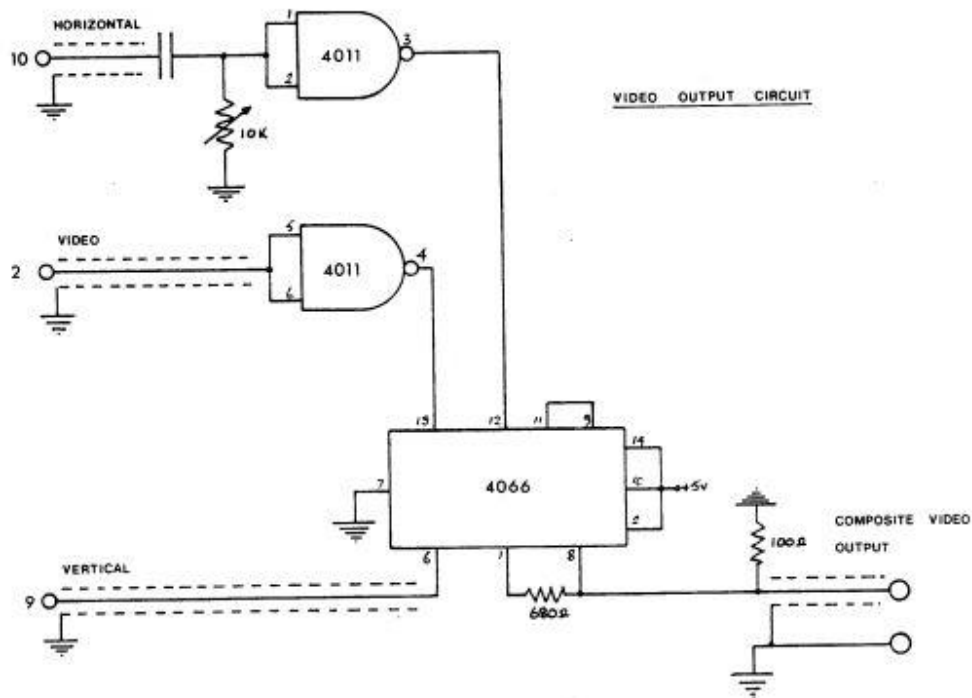 HORIZONTAL
10
1
2
4011
3
10K
VIDEO OUTPUT CIRCUIT
VIDEO
2
5
6
4011
4
13
12
11
9
14
7
4066
+5V
2
6
1
8
VERTICAL
9
680Ω
100Ω
COMPOSITE VIDEO
OUTPUT